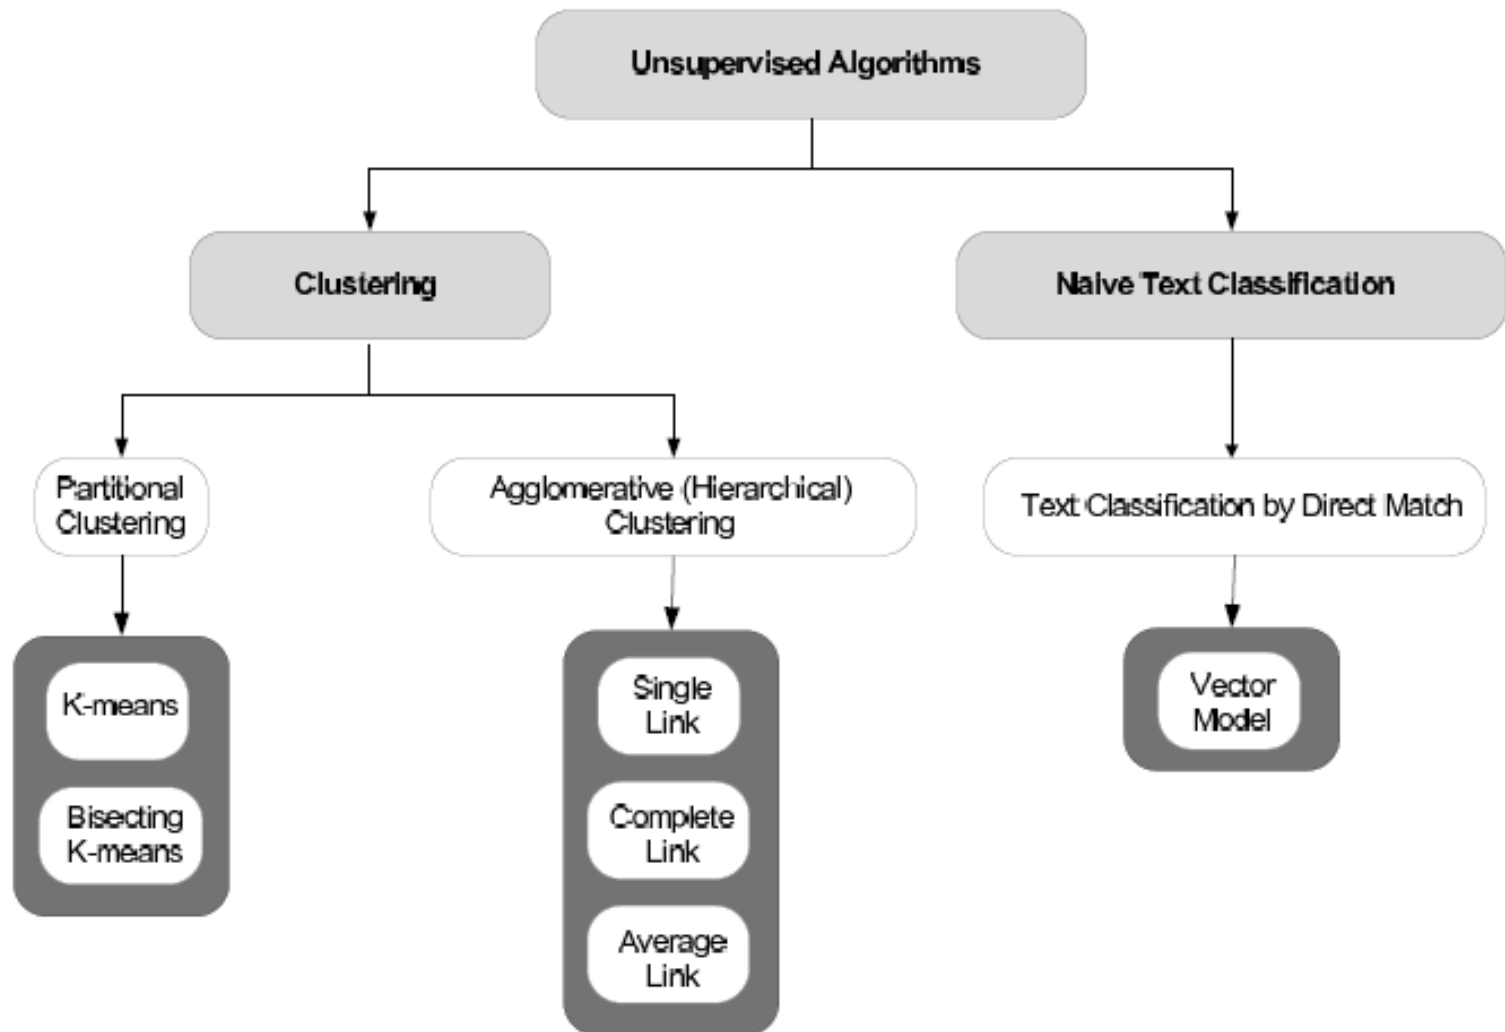 Unsupervised Algorithms
Clustering
Naive Text Classification
Partitional
Clustering
Agglomerative (Hierarchical)
Clustering
Text Classification by Direct Match
K-means
Bisecting
K-means
Single
Link
Complete
Link
Average
Link
Vector
Model